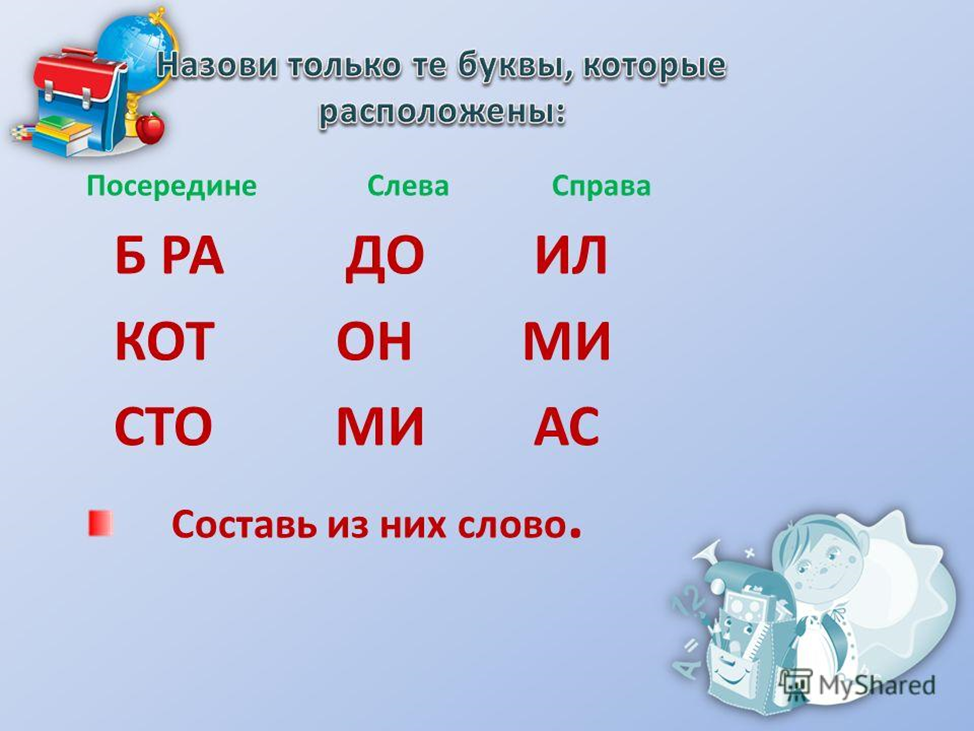 Назови только те буквы, которые
расположены:
Посередине Слева Справа
Б РА ДО ИЛ
КОТ ОН МИ
СТО МИ АС
Составь из них слово.
12
A =
MyShared